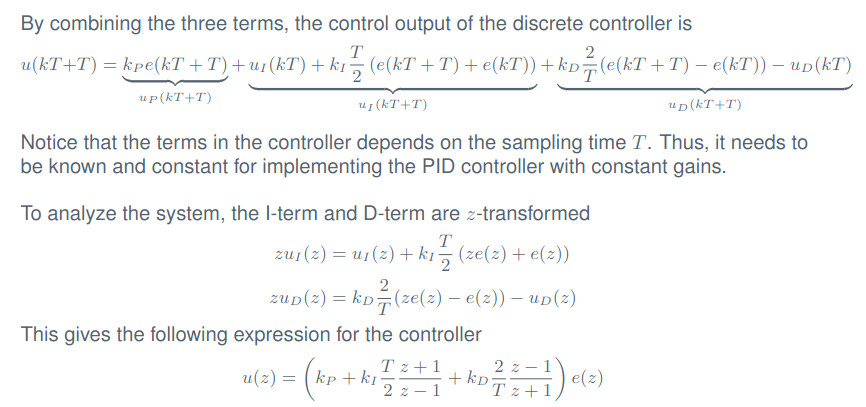 By combining the three terms, the control output of the discrete controller is
u(kT+T) = k_P e(kT + T) + u_I(kT) + k_I \frac{T}{2} (e(kT + T) + e(kT)) + k_D \frac{2}{T} (e(kT + T) − e(kT)) − u_D(kT)
u_P(kT+T) u_I(kT+T) u_D(kT+T)
Notice that the terms in the controller depends on the sampling time T. Thus, it needs to
be known and constant for implementing the PID controller with constant gains.
To analyze the system, the I-term and D-term are z-transformed
zu_I(z) = u_I(z) + k_I \frac{T}{2} (ze(z) + e(z))
zu_D(z) = k_D \frac{2}{T} (ze(z) − e(z)) − u_D(z)
This gives the following expression for the controller
u(z) = \left( k_P + k_I \frac{T}{2} \frac{z + 1}{z − 1} + k_D \frac{2}{T} \frac{z − 1}{z + 1} \right) e(z)